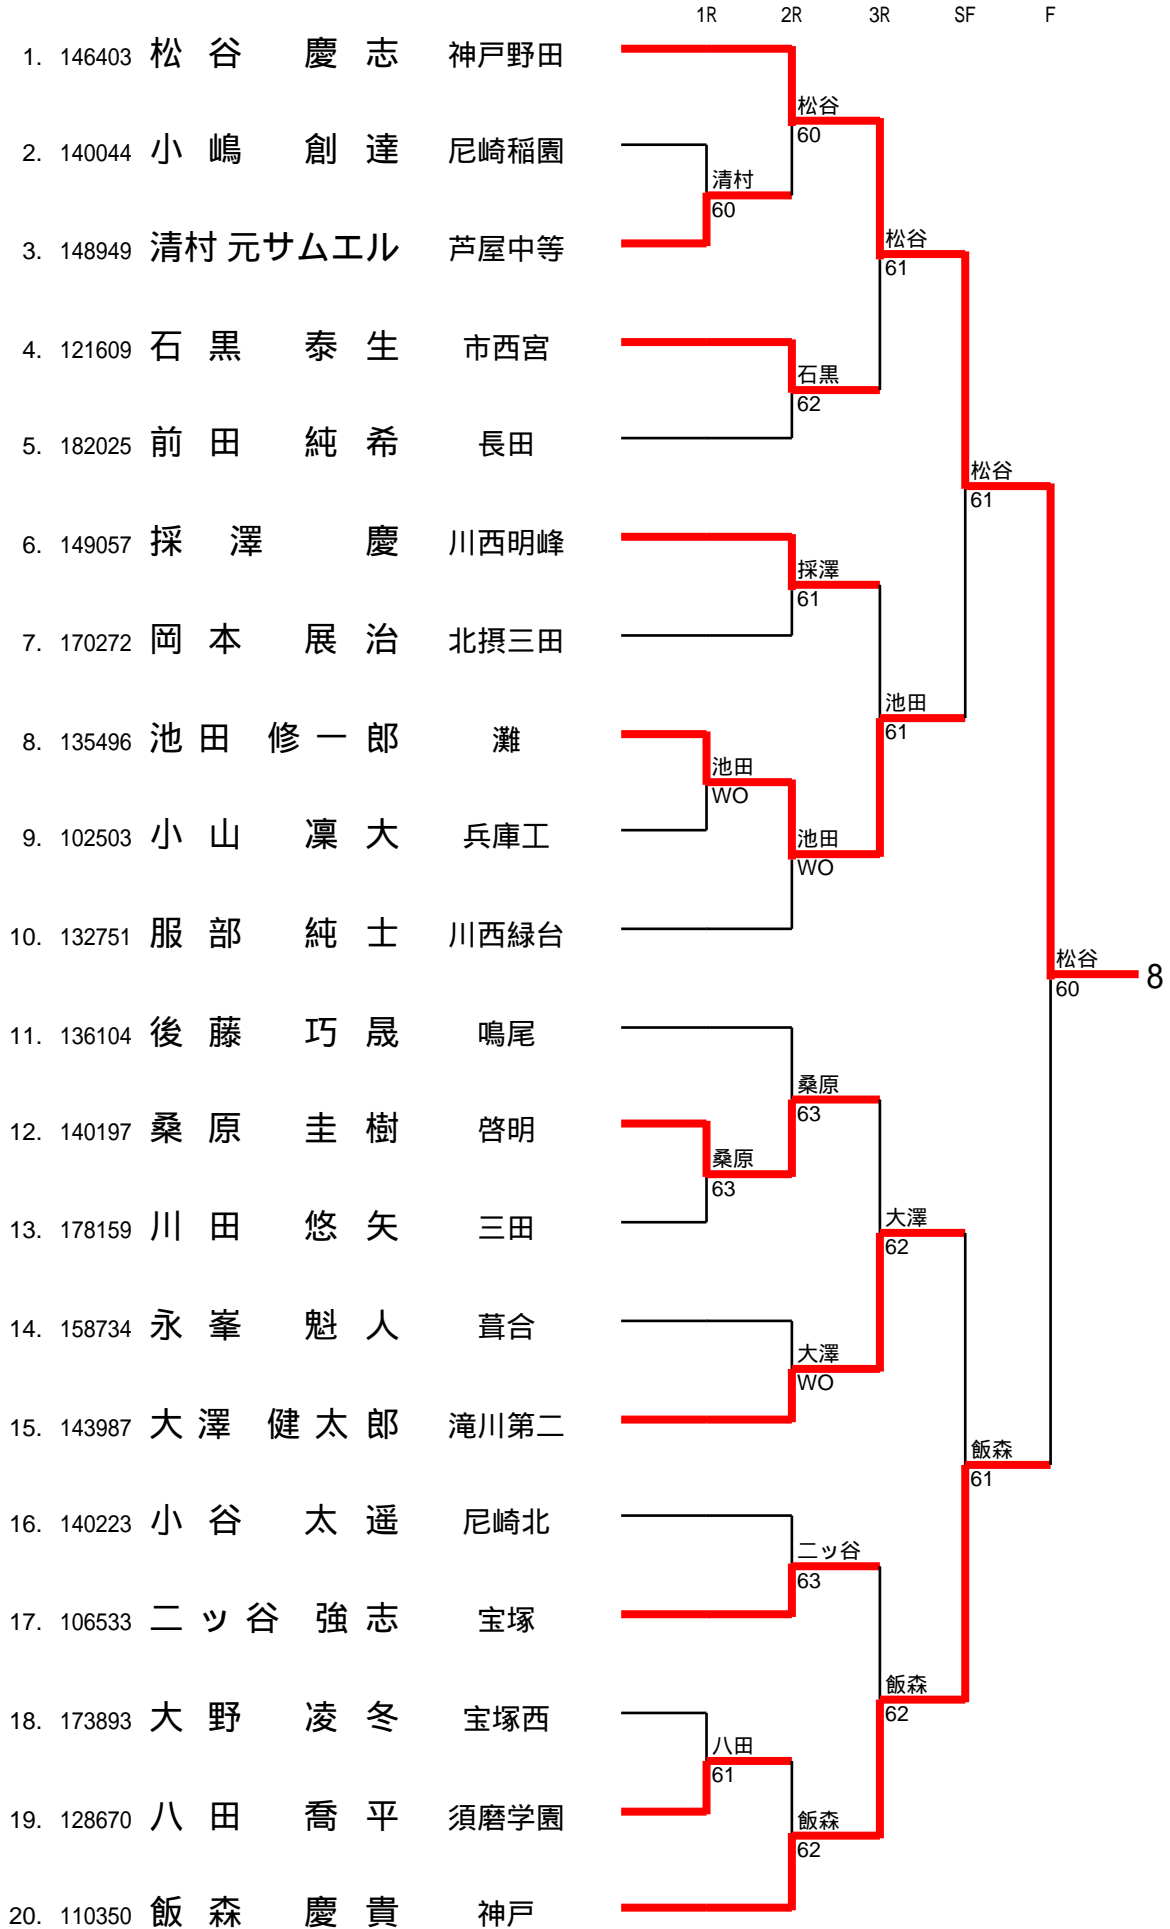 1R 2R 3R SF F
1. 146403 松谷 慶志 神戸野田
松谷
60
2. 140044 小嶋 創達 尼崎稲園
清村
60
3. 148949 清村 元サムエル 芦屋中等
松谷
61
4. 121609 石黒 泰生 市西宮
石黒
62
5. 182025 前田 純希 長田
松谷
61
6. 149057 採澤 慶 川西明峰
採澤
61
7. 170272 岡本 展治 北摂三田
池田
61
8. 135496 池田 修一郎 灘
池田
WO
9. 102503 小山 凜大 兵庫工
池田
WO
10. 132751 服部 純士 川西緑台
松谷
60
8
11. 136104 後藤 巧晟 鳴尾
桑原
63
12. 140197 桑原 圭樹 啓明
桑原
63
13. 178159 川田 悠矢 三田
大澤
62
14. 158734 永峯 魁人 葺合
大澤
WO
15. 143987 大澤 健太郎 滝川第二
飯森
61
16. 140223 小谷 太遥 尼崎北
二ッ谷
63
17. 106533 二ッ谷 強志 宝塚
飯森
62
18. 173893 大野 凌冬 宝塚西
八田
61
19. 128670 八田 喬平 須磨学園
飯森
62
20. 110350 飯森 慶貴 神戸